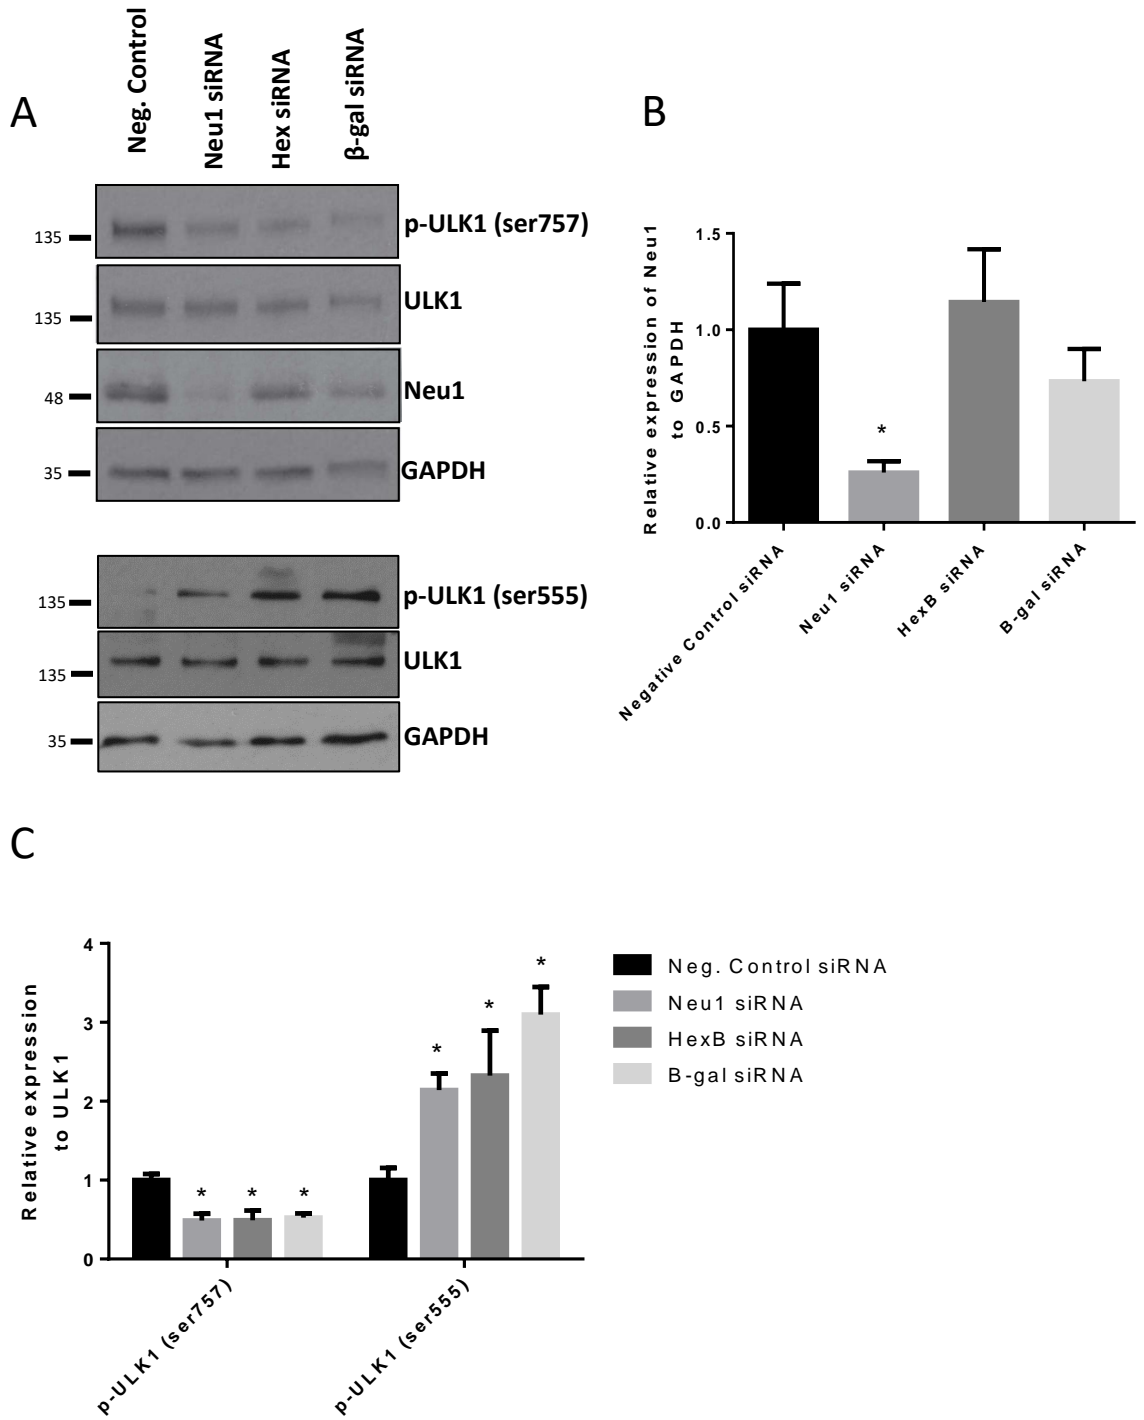 A
Neg. Control
Neu1 siRNA
Hex siRNA
β-gal siRNA
135
p-ULK1 (ser757)
135
ULK1
48
Neu1
35
GAPDH
135
p-ULK1 (ser555)
135
ULK1
35
GAPDH
B
Relative expression of Neu1
to GAPDH
1.5
1.0
0.5
0.0
*
Negative Control siRNA
Neu1 siRNA
HexB siRNA
B-gal siRNA
C
Relative expression
to ULK1
4
3
2
1
0
* * *
* * *
p-ULK1 (ser757)
p-ULK1 (ser555)
Neg. Control siRNA
Neu1 siRNA
HexB siRNA
B-gal siRNA